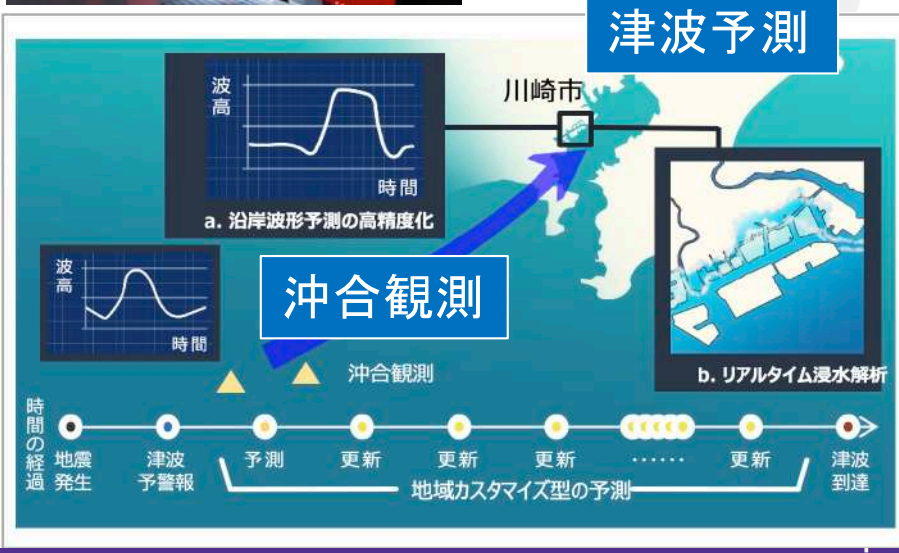 津波予測
川崎市
波高
時間
a. 沿岸波形予測の高精度化
波高
時間
沖合観測
沖合観測
b. リアルタイム浸水解析
時間の経過
地震
発生
津波
予警報
予測
更新
更新
更新
……
更新
津波
到達
地域カスタマイズ型の予測